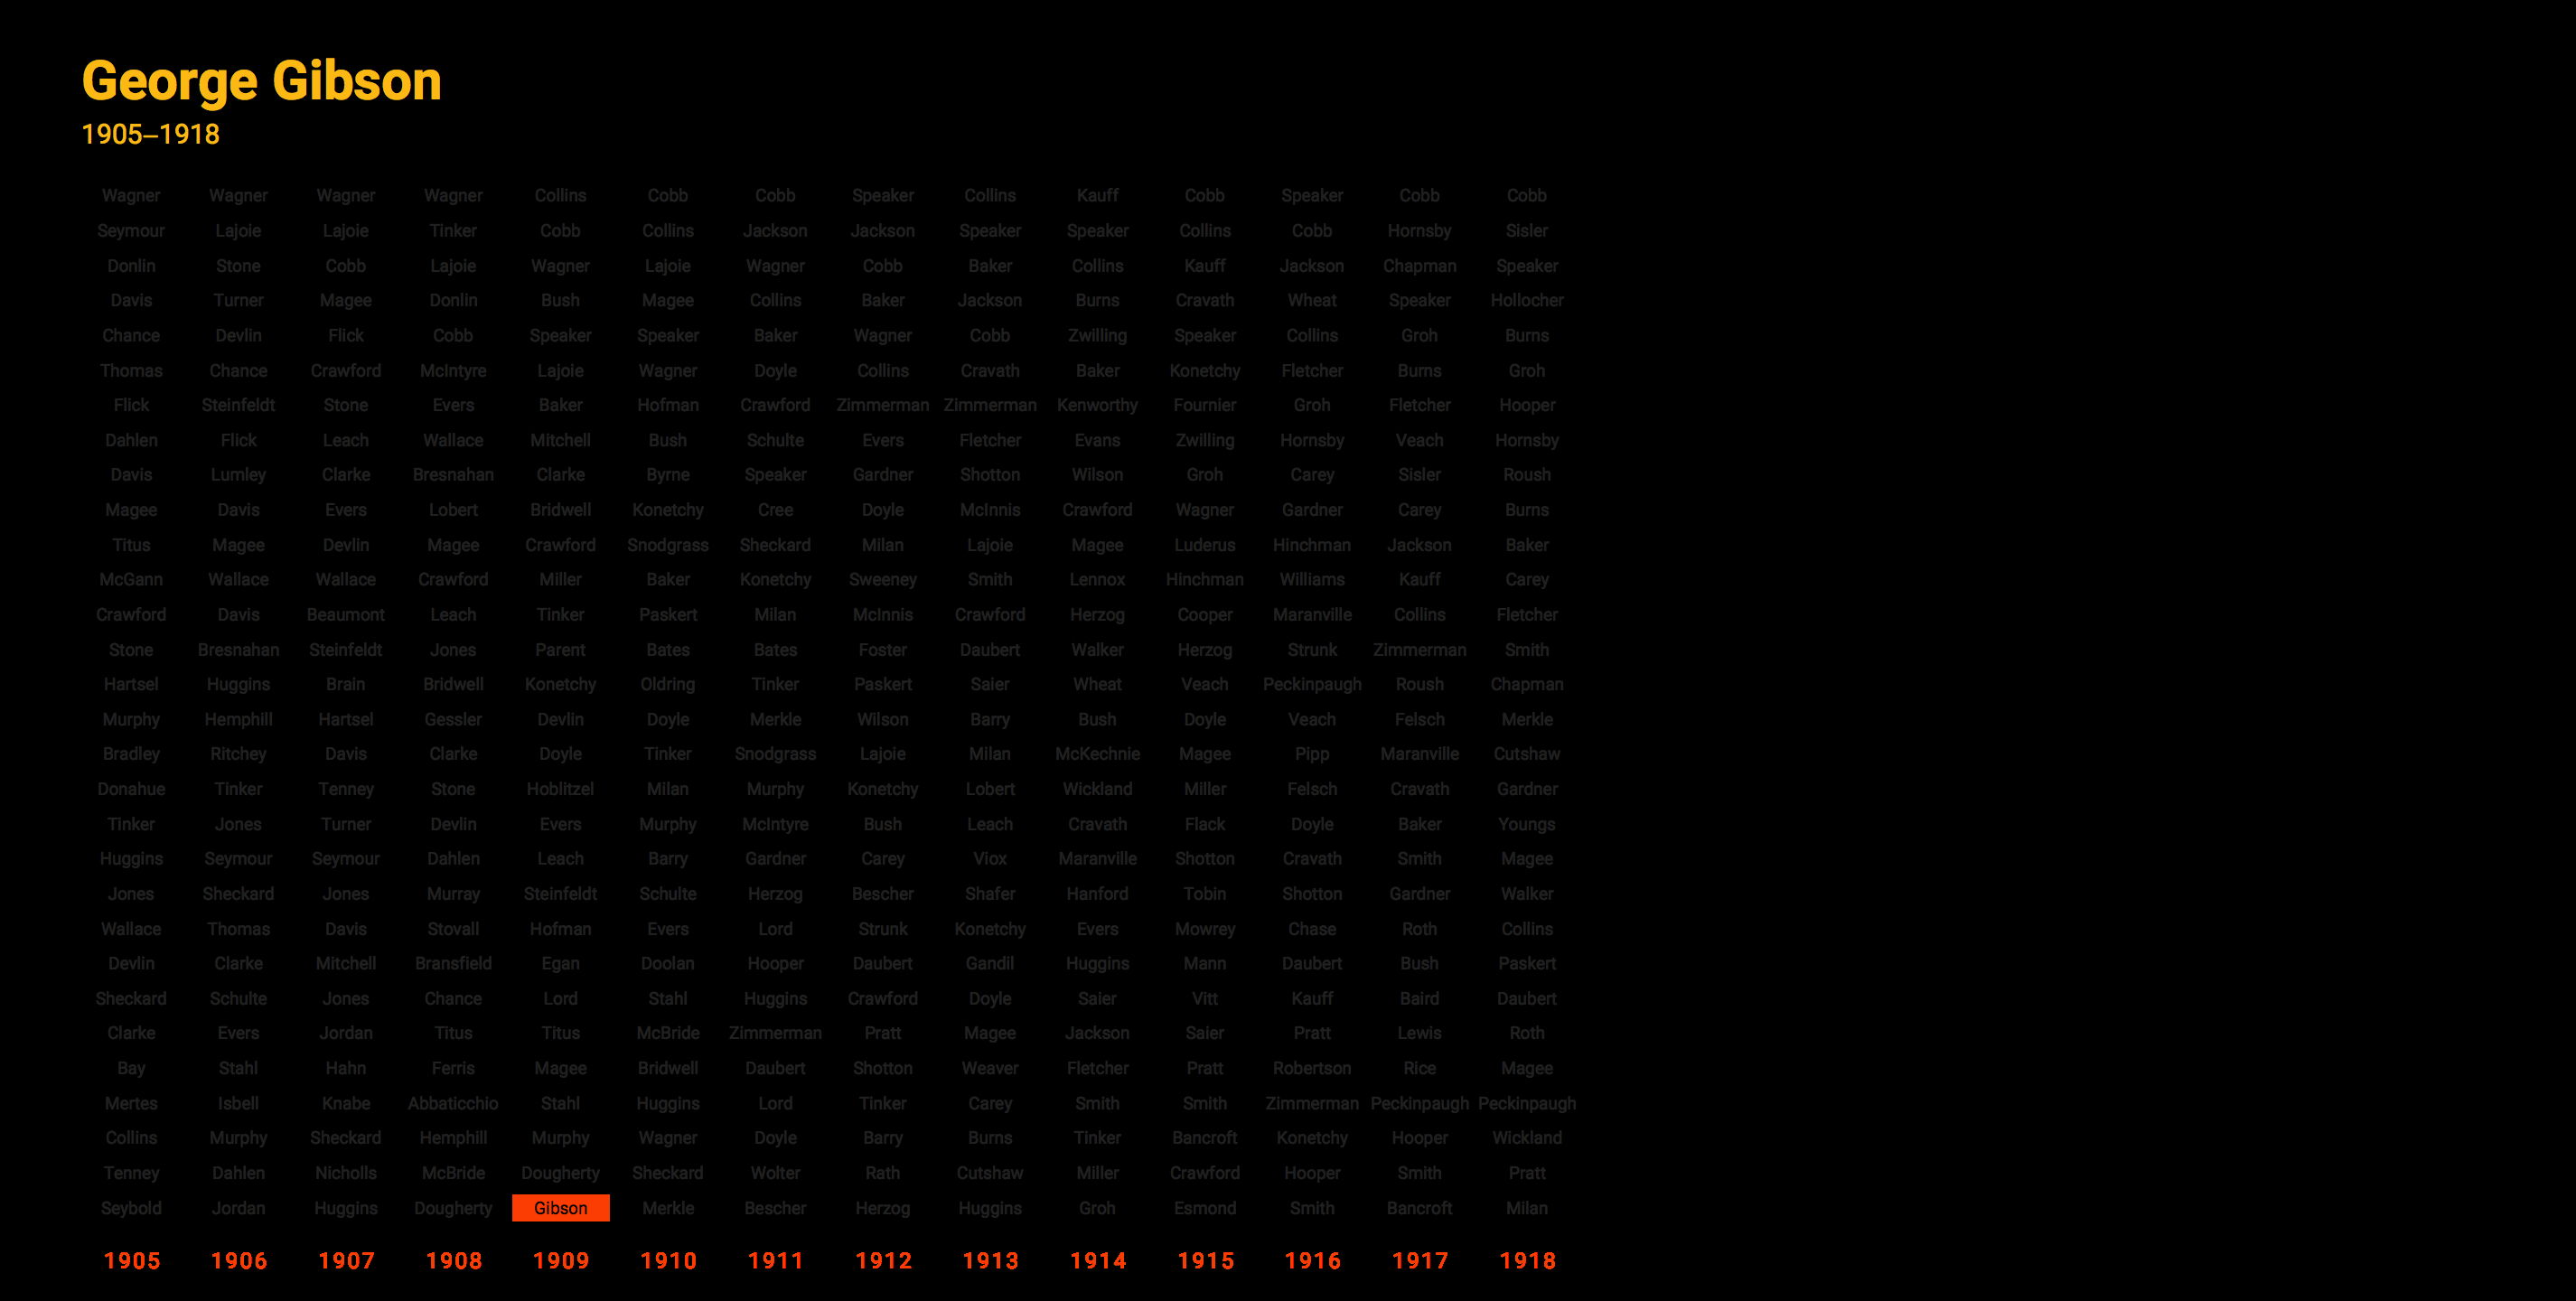 George Gibson
1905–1918
Wagner Wagner Wagner Wagner Collins Cobb Cobb Speaker Collins Kauff Cobb Speaker Cobb Cobb
Seymour Lajoie Lajoie Tinker Cobb Collins Jackson Jackson Speaker Speaker Collins Cobb Hornsby Sisler
Donlin Stone Cobb Lajoie Wagner Lajoie Wagner Cobb Baker Collins Kauff Jackson Chapman Speaker
Davis Turner Magee Donlin Bush Magee Collins Baker Jackson Burns Cravath Wheat Speaker Hollocher
Chance Devlin Flick Cobb Speaker Speaker Baker Wagner Cobb Zwilling Speaker Collins Groh Burns
Thomas Chance Crawford McIntyre Lajoie Wagner Doyle Collins Cravath Baker Konetchy Fletcher Burns Groh
Flick Steinfeldt Stone Evers Baker Hofman Crawford Zimmerman Zimmerman Kenworthy Fournier Groh Fletcher Hooper
Dahlen Flick Leach Wallace Mitchell Bush Schulte Evers Fletcher Evans Zwilling Hornsby Veach Hornsby
Davis Lumley Clarke Bresnahan Clarke Byrne Speaker Gardner Shotton Wilson Groh Carey Sisler Roush
Magee Davis Evers Lobert Bridwell Konetchy Cree Doyle McInnis Crawford Wagner Gardner Carey Burns
Titus Magee Devlin Magee Crawford Snodgrass Sheckard Milan Lajoie Magee Luderus Hinchman Jackson Baker
McGann Wallace Wallace Crawford Miller Baker Konetchy Sweeney Smith Lennox Hinchman Williams Kauff Carey
Crawford Davis Beaumont Leach Tinker Paskert Milan McInnis Crawford Herzog Cooper Maranville Collins Fletcher
Stone Bresnahan Steinfeldt Jones Parent Bates Bates Foster Daubert Walker Herzog Strunk Zimmerman Smith
Hartsel Huggins Brain Bridwell Konetchy Oldring Tinker Paskert Saier Wheat Veach Peckinpaugh Roush Chapman
Murphy Hemphill Hartsel Gessler Devlin Doyle Merkle Wilson Barry Bush Doyle Veach Felsch Merkle
Bradley Ritchey Davis Clarke Doyle Tinker Snodgrass Lajoie Milan McKechnie Magee Pipp Maranville Cutshaw
Donahue Tinker Tenney Stone Hoblitzel Milan Murphy Konetchy Lobert Wickland Miller Felsch Cravath Gardner
Tinker Jones Turner Devlin Evers Murphy McIntyre Bush Leach Cravath Flack Doyle Baker Youngs
Huggins Seymour Seymour Dahlen Leach Barry Gardner Carey Viox Maranville Shotton Cravath Smith Magee
Jones Sheckard Jones Murray Steinfeldt Schulte Herzog Bescher Shafer Hanford Tobin Shotton Gardner Walker
Wallace Thomas Davis Stovall Hofman Evers Lord Strunk Konetchy Evers Mowrey Chase Roth Collins
Devlin Clarke Mitchell Bransfield Egan Doolan Hooper Daubert Gandil Huggins Mann Daubert Bush Paskert
Sheckard Schulte Jones Chance Lord Stahl Huggins Crawford Doyle Saier Vitt Kauff Baird Daubert
Clarke Evers Jordan Titus Titus McBride Zimmerman Pratt Magee Jackson Saier Pratt Lewis Roth
Bay Stahl Hahn Ferris Magee Bridwell Daubert Shotton Weaver Fletcher Pratt Robertson Rice Magee
Mertes Isbell Knabe Abbaticchio Stahl Huggins Lord Tinker Carey Smith Smith Zimmerman Peckinpaugh Peckinpaugh
Collins Murphy Sheckard Hemphill Murphy Wagner Doyle Barry Burns Tinker Bancroft Konetchy Hooper Wickland
Tenney Dahlen Nicholls McBride Dougherty Sheckard Wolter Rath Cutshaw Miller Crawford Hooper Smith Pratt
Seybold Jordan Huggins Dougherty Gibson Merkle Bescher Herzog Huggins Groh Esmond Smith Bancroft Milan
1905 1906 1907 1908 1909 1910 1911 1912 1913 1914 1915 1916 1917 1918